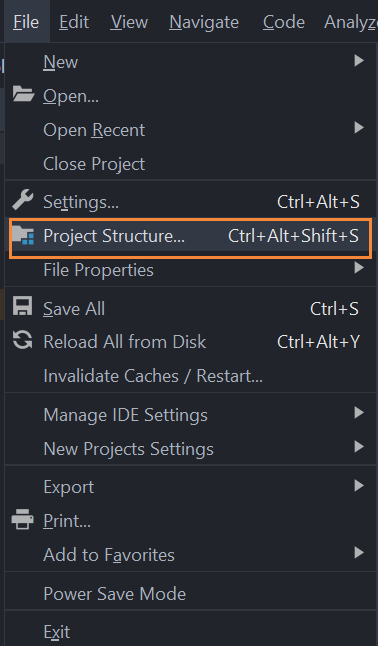 File Edit View Navigate Code Analyz
New
Open...
Open Recent
Close Project
Settings... Ctrl+Alt+S
Project Structure... Ctrl+Alt+Shift+S
File Properties
Save All Ctrl+S
Reload All from Disk Ctrl+Alt+Y
Invalidate Caches / Restart...
Manage IDE Settings
New Projects Settings
Export
Print...
Add to Favorites
Power Save Mode
Exit